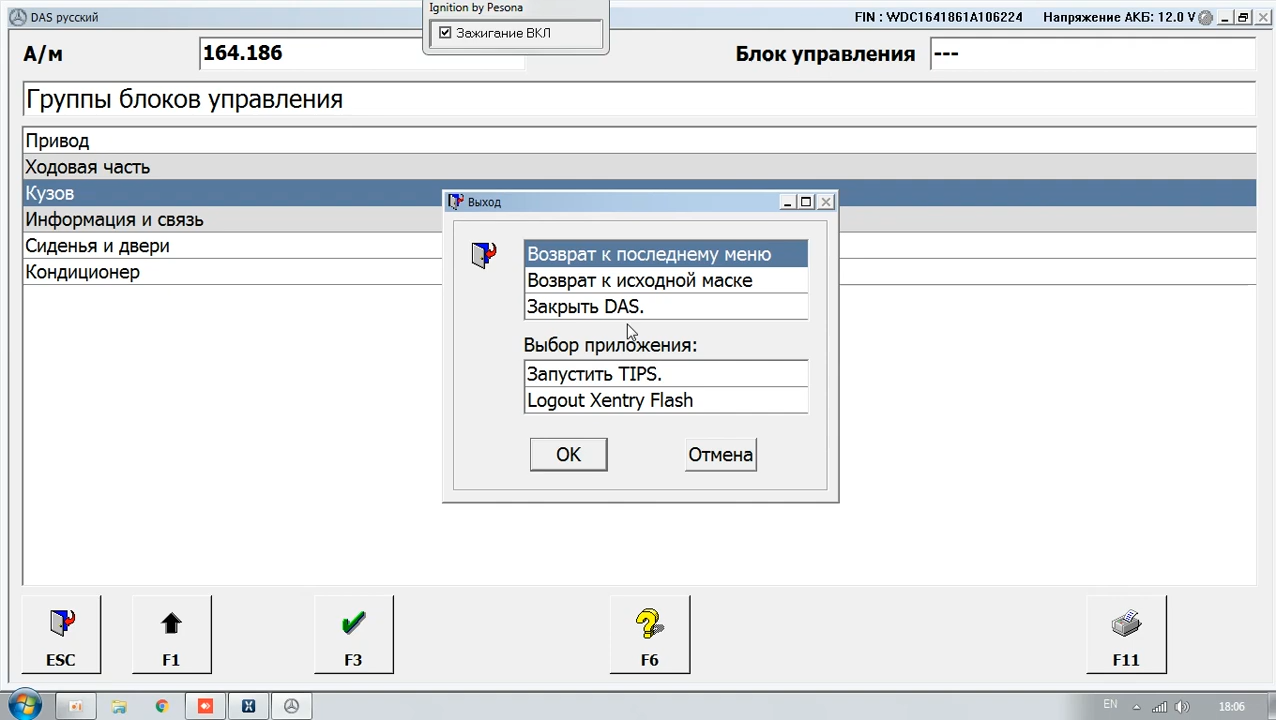 Ignition by Pesona
DAS русский
FIN : WDC1641861A106224 Напряжение АКБ: 12.0 V
Зажигание ВКЛ
А/м 164.186 Блок управления ---
Группы блоков управления
Привод
Ходовая часть
Кузов
Информация и связь
Сиденья и двери
Кондиционер
Выход
Возврат к последнему меню
Возврат к исходной маске
Закрыть DAS.
Выбор приложения:
Запустить TIPS.
Logout Xentry Flash
OK Отмена
ESC F1 F3 F6 F11
EN 18:06